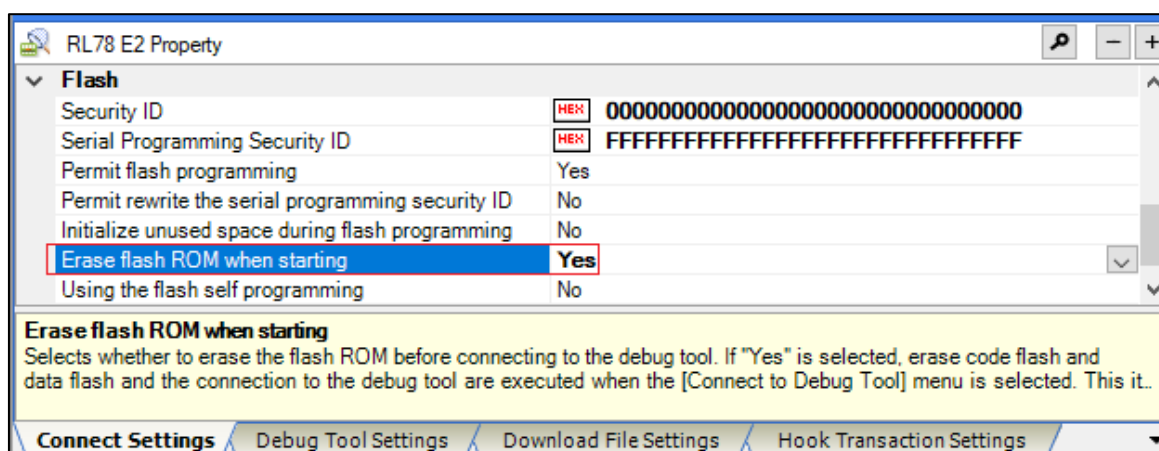 RL78 E2 Property
Flash
Security ID HEX 00000000000000000000000000000000
Serial Programming Security ID HEX FFFFFFFFFFFFFFFFFFFFFFFFFFFFFFFF
Permit flash programming Yes
Permit rewrite the serial programming security ID No
Initialize unused space during flash programming No
Erase flash ROM when starting Yes
Using the flash self programming No
Erase flash ROM when starting
Selects whether to erase the flash ROM before connecting to the debug tool. If "Yes" is selected, erase code flash and
data flash and the connection to the debug tool are executed when the [Connect to Debug Tool] menu is selected. This it..
Connect Settings Debug Tool Settings Download File Settings Hook Transaction Settings